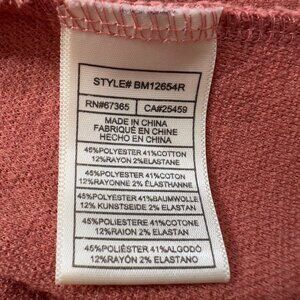 STYLE# BM12654R
RN#67365 CA#25459
MADE IN CHINA
FABRIQUÉ EN CHINE
HECHO EN CHINA
45%POLYESTER 41%COTTON
12%RAYON 2%ELASTANE
45%POLYESTER 41%COTON
12%RAYONNE 2% ÉLASTHANNE
45%POLYESTER 41%BAUMWOLLE
12% KUNSTSEIDE 2% ELASTAN
45%POLIESTERE 41%COTONE
12% RAION 2% ELASTAN
45%POLIÉSTER 41%ALGODÓ
12%RAYÓN 2% ELASTANO